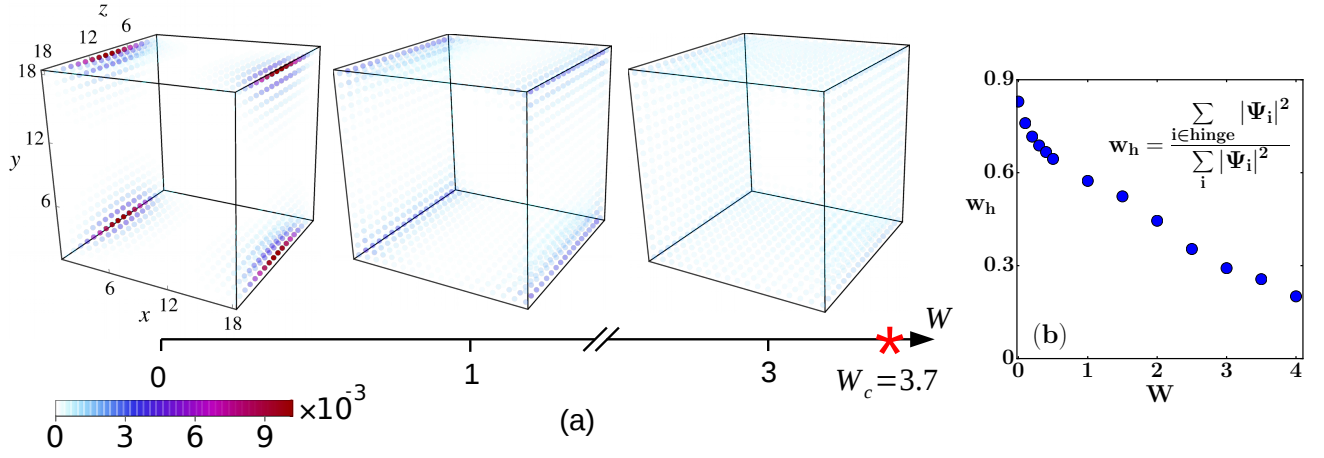 z
18 12 6
18
12
y
6
6
x 12
18
0 1 3 W
W_c=3.7
×10^-3
0 3 6 9
(a)
0.9
0.6
w_h
0.3
0
w_h = ∑_{i∈hinge} |Ψ_i|^2 / ∑_i |Ψ_i|^2
(b)
0 1 2 3 4
W